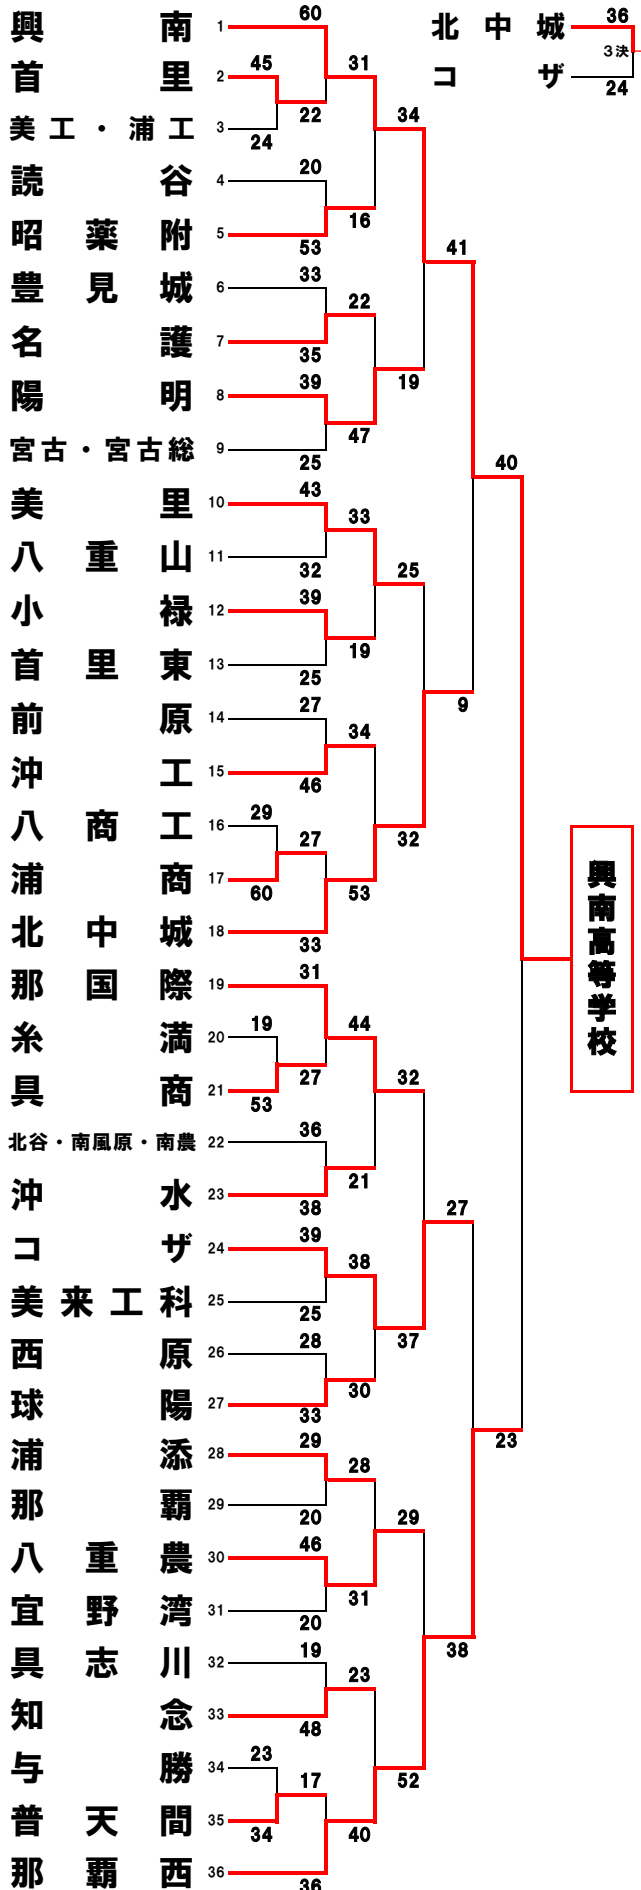 興南 1 60
北中城 36
３決
コザ 24
首里 2 45
31
22
美工・浦工 3 24
34
読谷 4 20
16
昭薬附 5 53
41
豊見城 6 33
22
名護 7 35
19
陽明 8 39
47
宮古・宮古総 9 25
40
美里 10 43
33
八重山 11 32
25
小禄 12 39
19
首里東 13 25
9
前原 14 27
34
沖工 15 46
八商工 16 29
27
32
浦商 17 60
53
北中城 18 33
興南高等学校
那国際 19 31
44
糸満 20 19
27
32
具商 21 53
北谷・南風原・南農 22 36
21
沖水 23 38
27
コザ 24 39
38
美来工科 25 25
37
西原 26 28
30
球陽 27 33
23
浦添 28 29
28
那覇 29 20
29
八重農 30 46
31
宜野湾 31 20
38
具志川 32 19
23
知念 33 48
与勝 34 23
17
52
普天間 35 34
40
那覇西 36 36